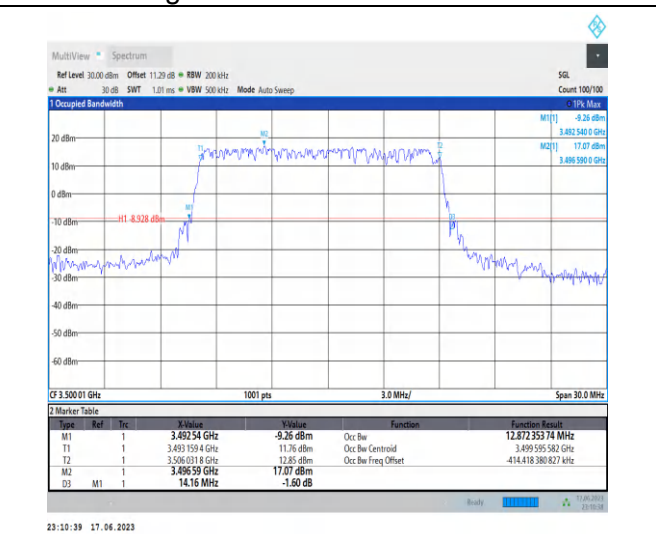 MultiView Spectrum
Ref Level 30.00 dBm Offset 11.29 dB RBW 200 kHz SGL
Att 30 dB SWT 1.01 ms VBW 500 kHz Mode Auto Sweep Count 100/100
1 Occupied Bandwidth 1Pk Max
M1[1] -9.26 dBm
3.492 540 0 GHz
M2[1] 17.07 dBm
3.496 590 0 GHz
M2
T1
T2
20 dBm
10 dBm
0 dBm
M1
D3
-10 dBm
H1 -8.928 dBm
-20 dBm
-30 dBm
-40 dBm
-50 dBm
-60 dBm
CF 3.500 01 GHz 1001 pts 3.0 MHz/ Span 30.0 MHz
2 Marker Table
Type Ref Trc X-Value Y-Value Function Function Result
M1 1 3.492 54 GHz -9.26 dBm Occ Bw 12.872 353 74 MHz
T1 1 3.493 159 4 GHz 11.76 dBm Occ Bw Centroid 3.499 595 582 GHz
T2 1 3.506 031 8 GHz 12.85 dBm Occ Bw Freq Offset -414.418 380 827 kHz
M2 1 3.496 59 GHz 17.07 dBm
D3 M1 1 14.16 MHz -1.60 dB
Ready 17.06.2023
23:10:38
23:10:39 17.06.2023